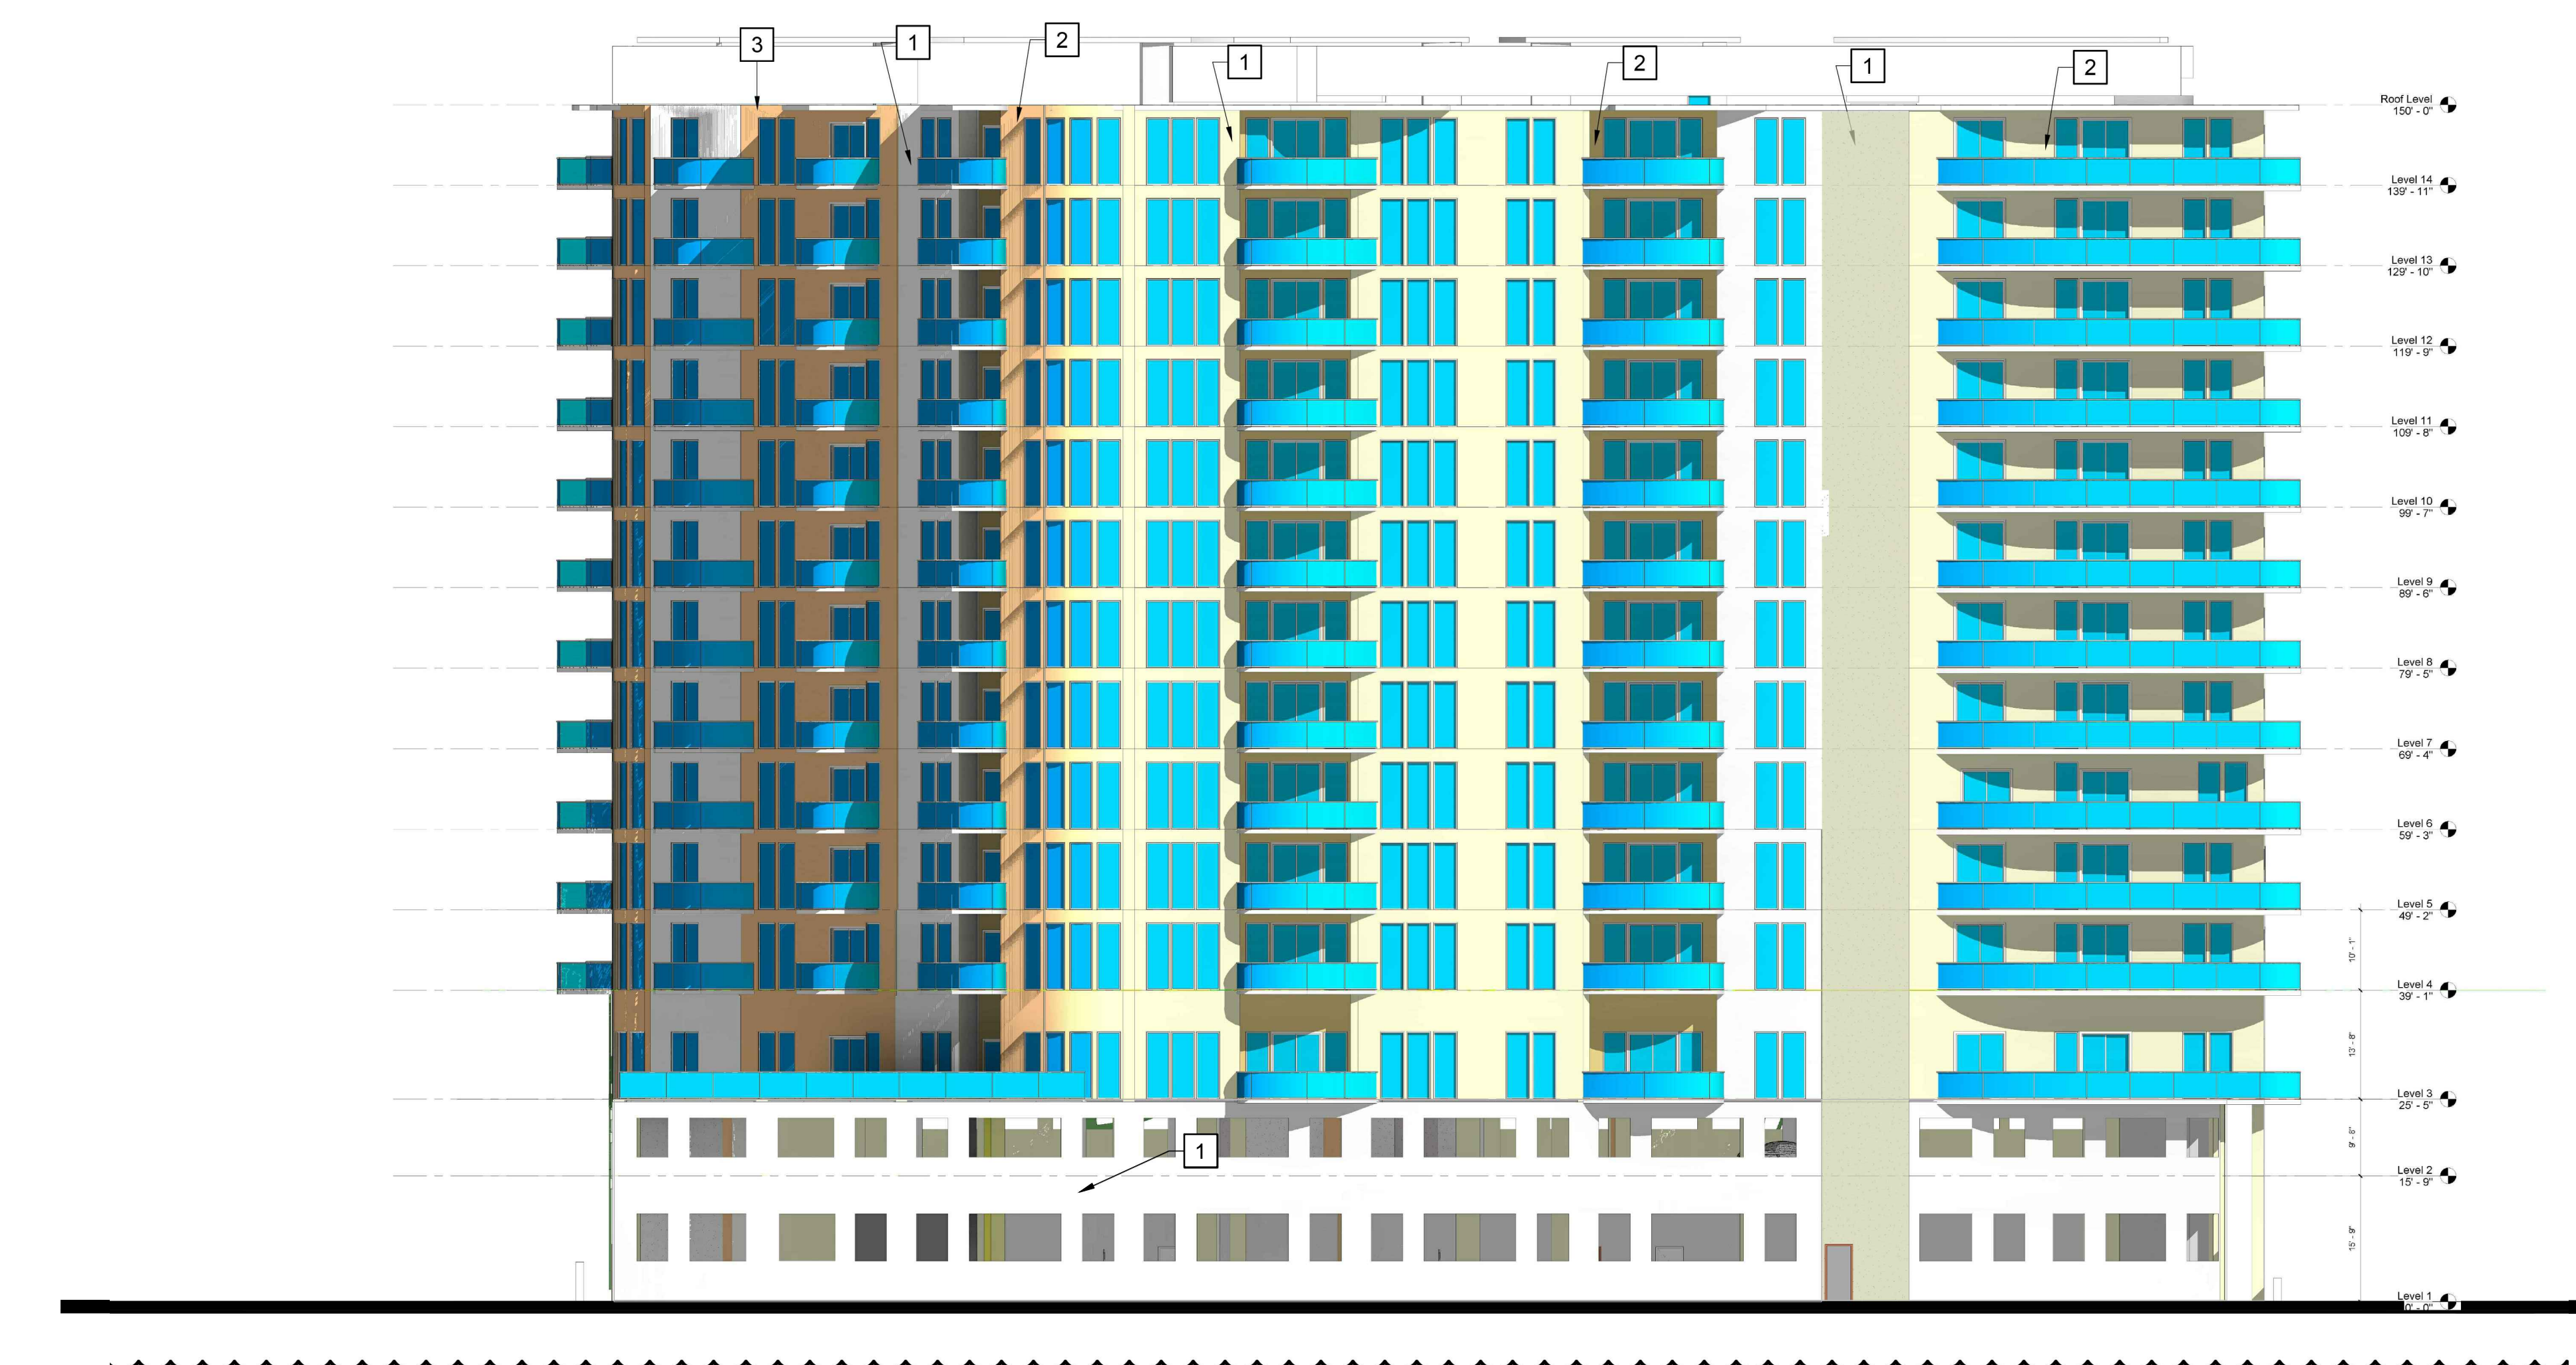 3
1
2
1
2
1
2
Roof Level
150' - 0"
Level 14
139' - 11"
Level 13
129' - 10"
Level 12
119' - 9"
Level 11
109' - 8"
Level 10
99' - 7"
Level 9
89' - 6"
Level 8
79' - 5"
Level 7
69' - 4"
Level 6
59' - 3"
Level 5
49' - 2"
10' - 1"
Level 4
39' - 1"
13' - 8"
Level 3
25' - 5"
9' - 8"
1
Level 2
15' - 9"
15' - 9"
Level 1
0' - 0"